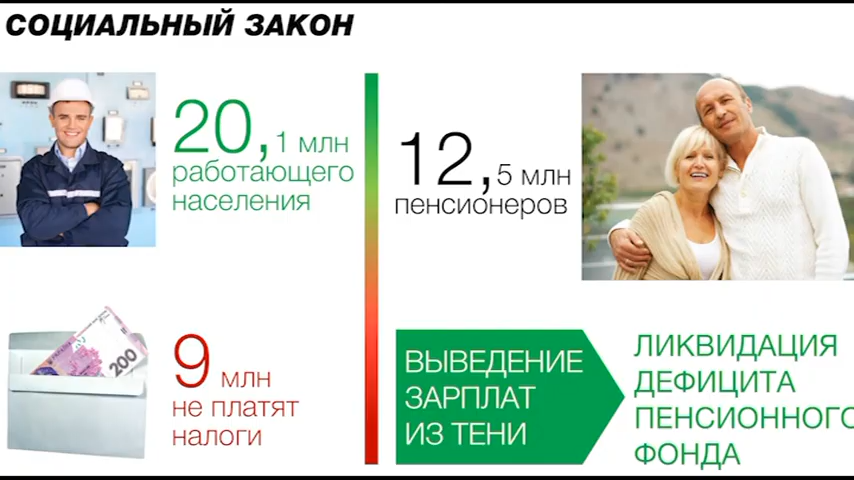 СОЦИАЛЬНЫЙ ЗАКОН
20,1 млн
работающего
населения
12,5 млн
пенсионеров
200
9 млн
не платят
налоги
ВЫВЕДЕНИЕ
ЗАРПЛАТ
ИЗ ТЕНИ
ЛИКВИДАЦИЯ
ДЕФИЦИТА
ПЕНСИОННОГО
ФОНДА